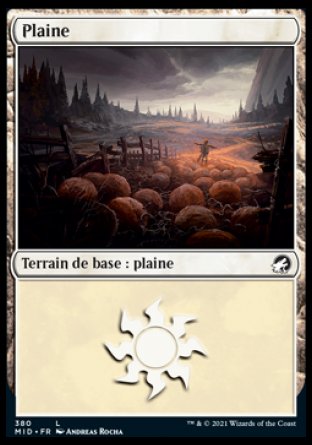 Plaine
Terrain de base : plaine
380 L
MID • FR Andreas Rocha
™ & © 2021 Wizards of the Coast